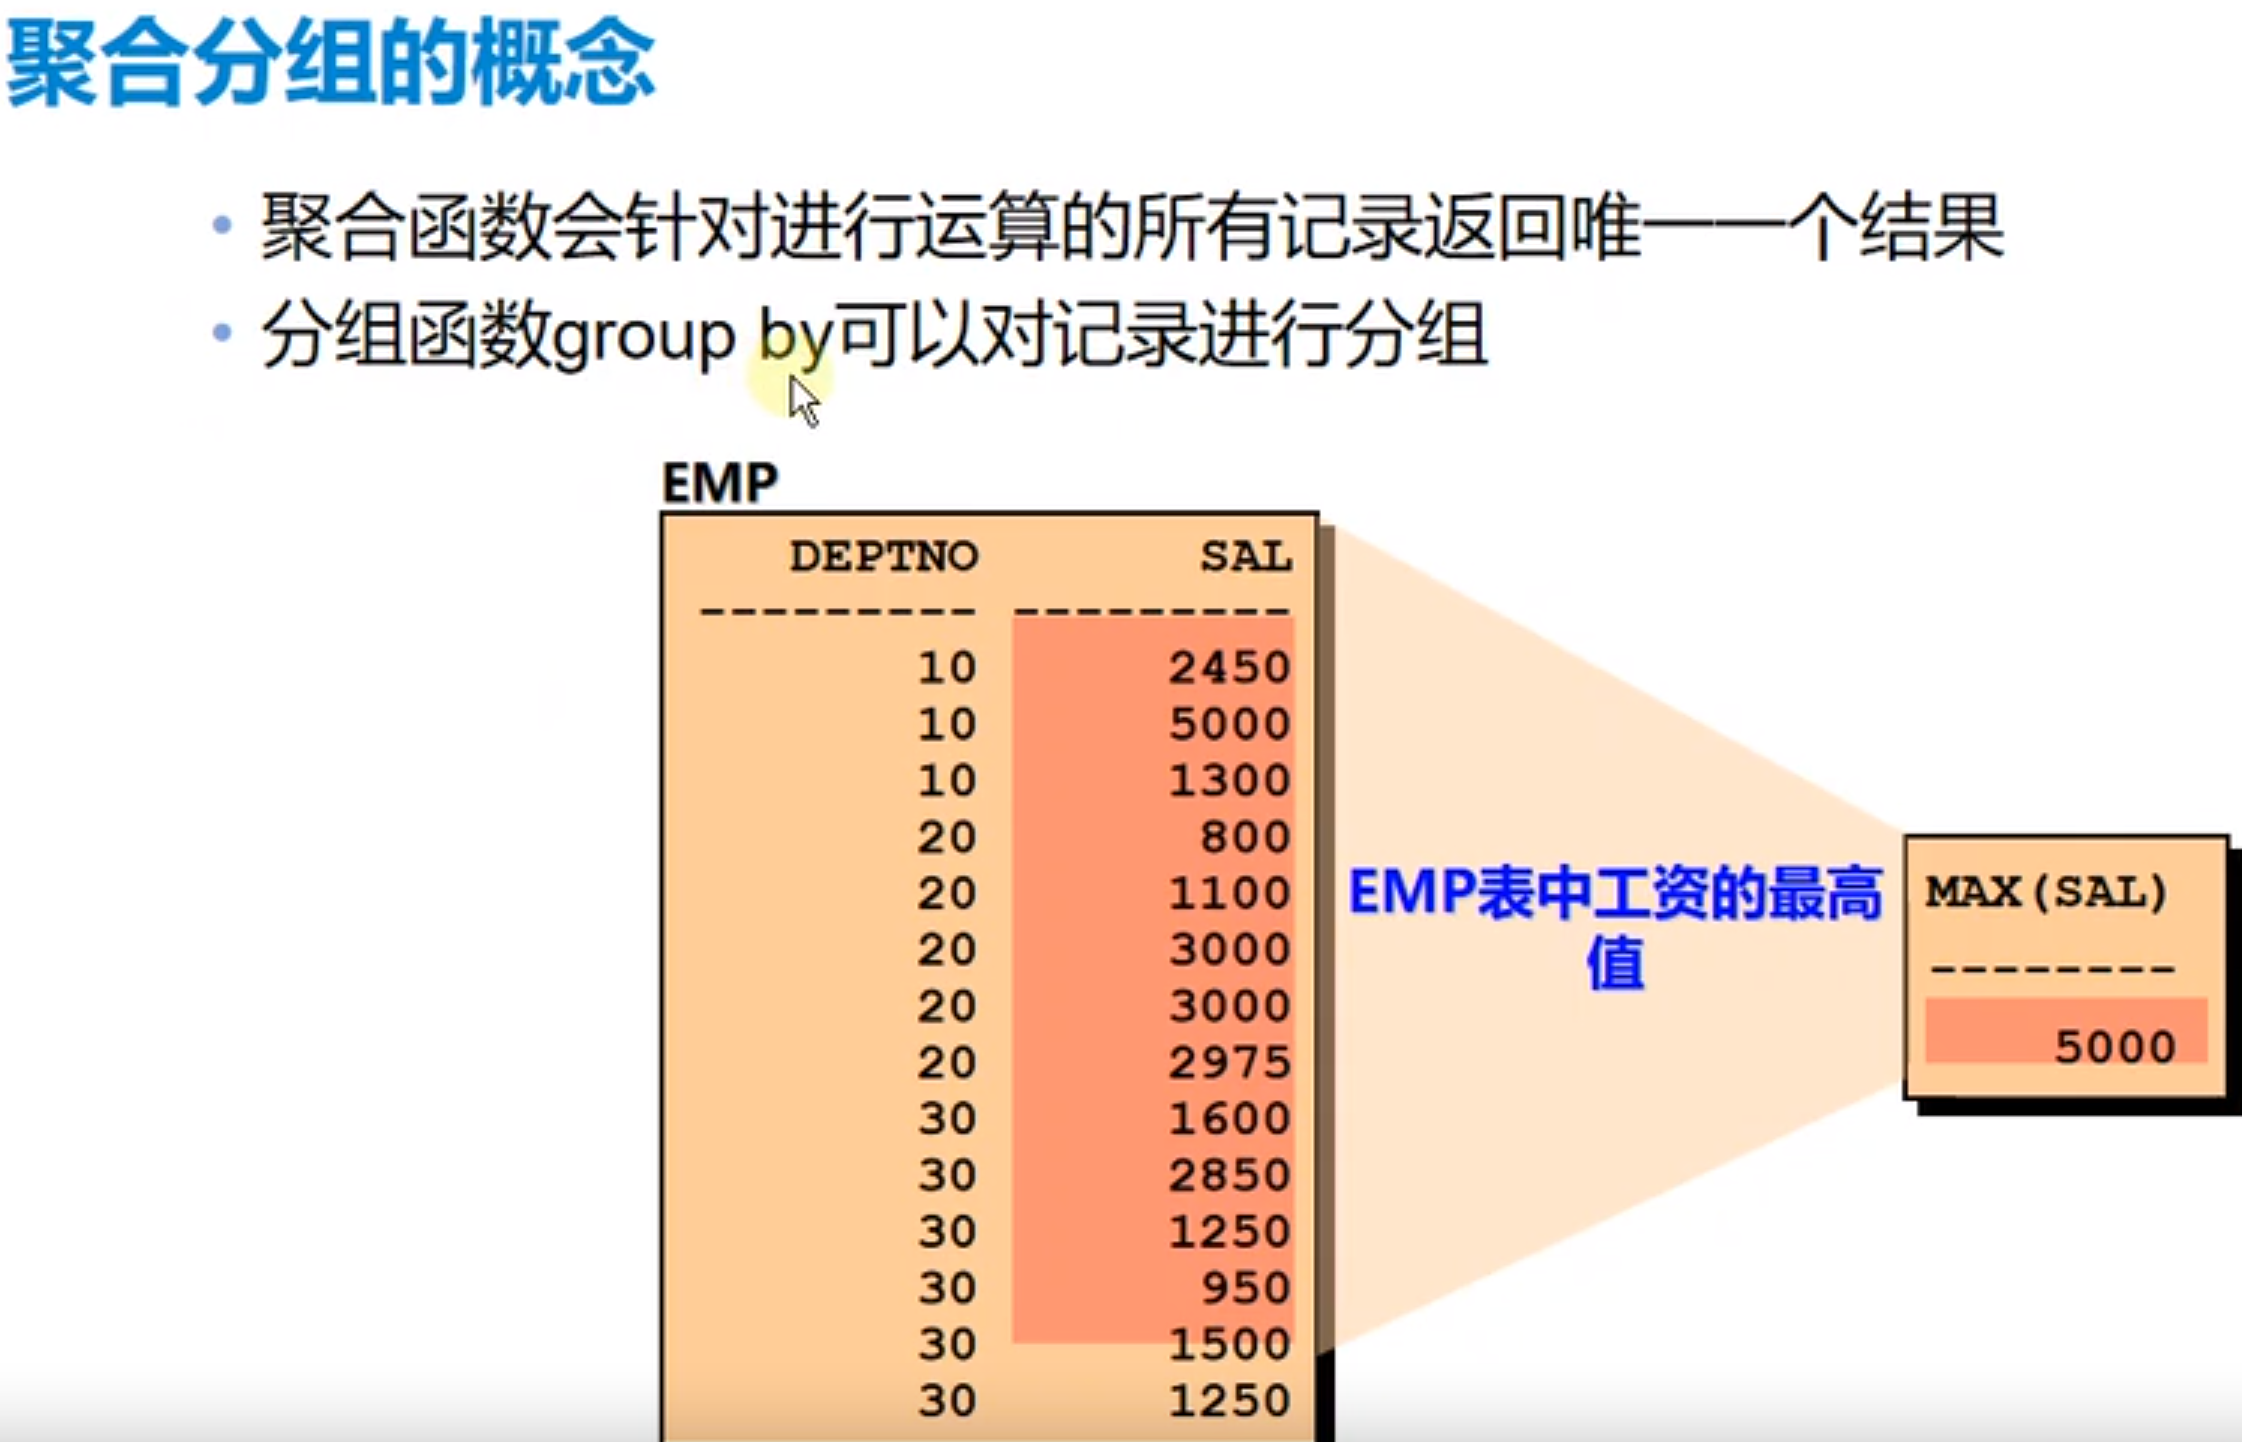 聚合分组的概念
• 聚合函数会针对进行运算的所有记录返回唯一一个结果
• 分组函数group by可以对记录进行分组
EMP
DEPTNO SAL
--------- ---------
10 2450
10 5000
10 1300
20 800
20 1100
20 3000
20 3000
20 2975
30 1600
30 2850
30 1250
30 950
30 1500
30 1250
EMP表中工资的最高
值
MAX(SAL)
--------
5000